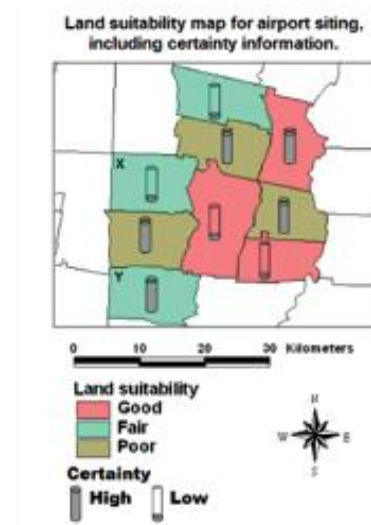 Land suitability map for airport siting,
including certainty information.
X
Y
0 10 20 30 Kilometers
Land suitability
Good
Fair
Poor
Certainty
High Low
N
W E
S